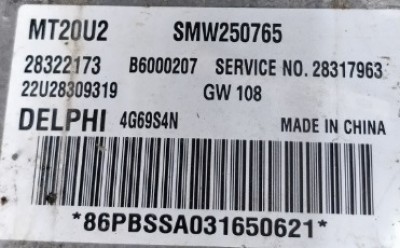 MT20U2 SMW250765
28322173 B6000207 SERVICE NO. 28317963
22U28309319 GW 108
DELPHI 4G69S4N MADE IN CHINA
*86PBSSA031650621*